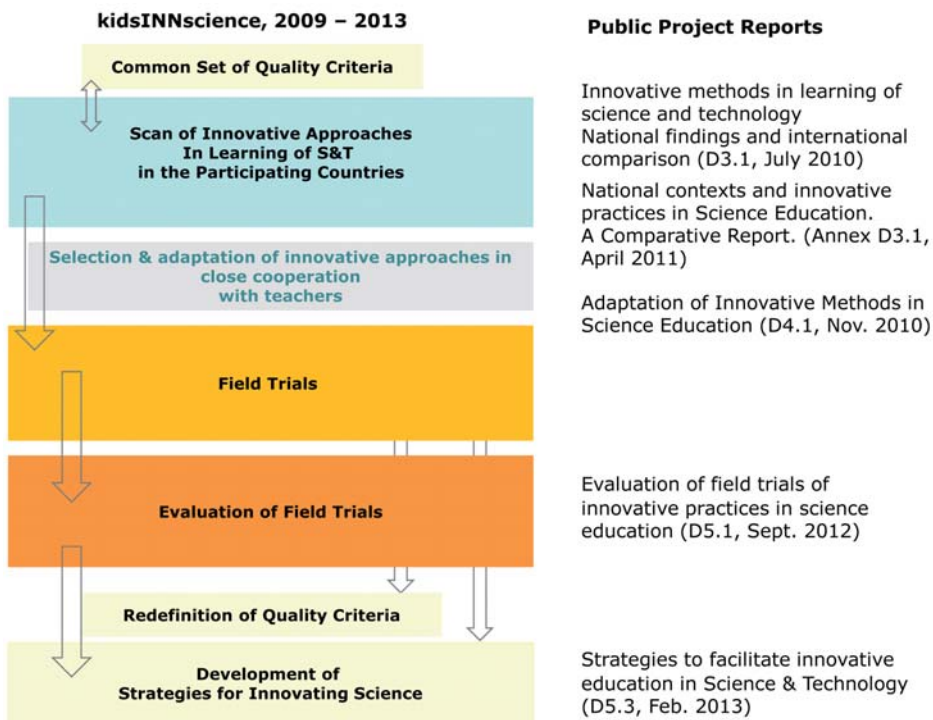 kidsINNscience, 2009 – 2013
Common Set of Quality Criteria
Scan of Innovative Approaches
In Learning of S&T
in the Participating Countries
Selection & adaptation of innovative approaches in
close cooperation
with teachers
Field Trials
Evaluation of Field Trials
Redefinition of Quality Criteria
Development of
Strategies for Innovating Science
Public Project Reports
Innovative methods in learning of
science and technology
National findings and international
comparison (D3.1, July 2010)
National contexts and innovative
practices in Science Education.
A Comparative Report. (Annex D3.1,
April 2011)
Adaptation of Innovative Methods in
Science Education (D4.1, Nov. 2010)
Evaluation of field trials of
innovative practices in science
education (D5.1, Sept. 2012)
Strategies to facilitate innovative
education in Science & Technology
(D5.3, Feb. 2013)